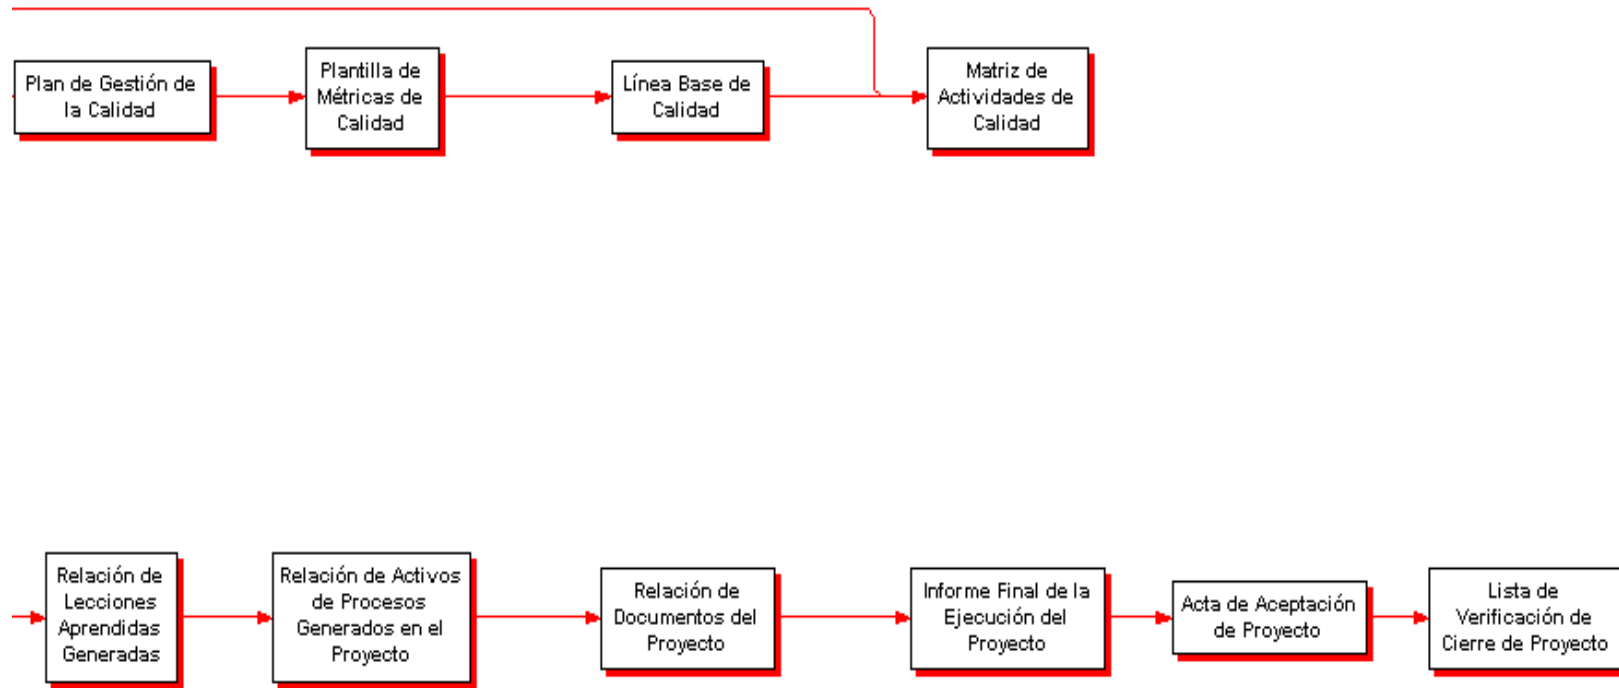 Plan de Gestión de
la Calidad
Plantilla de
Métricas de
Calidad
Línea Base de
Calidad
Matriz de
Actividades de
Calidad
Relación de
Lecciones
Aprendidas
Generadas
Relación de Activos
de Procesos
Generados en el
Proyecto
Relación de
Documentos del
Proyecto
Informe Final de la
Ejecución del
Proyecto
Acta de Aceptación
de Proyecto
Lista de
Verificación de
Cierre de Proyecto